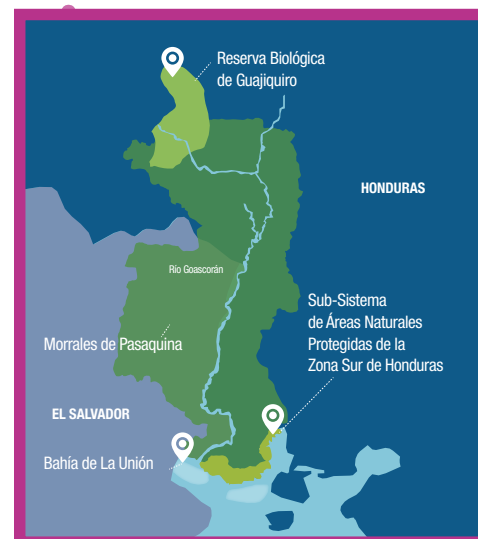 Reserva Biológica
de Guajiquiro
HONDURAS
Río Goascorán
Sub-Sistema
de Áreas Naturales
Protegidas de la
Zona Sur de Honduras
Morrales de Pasaquina
EL SALVADOR
Bahía de La Unión